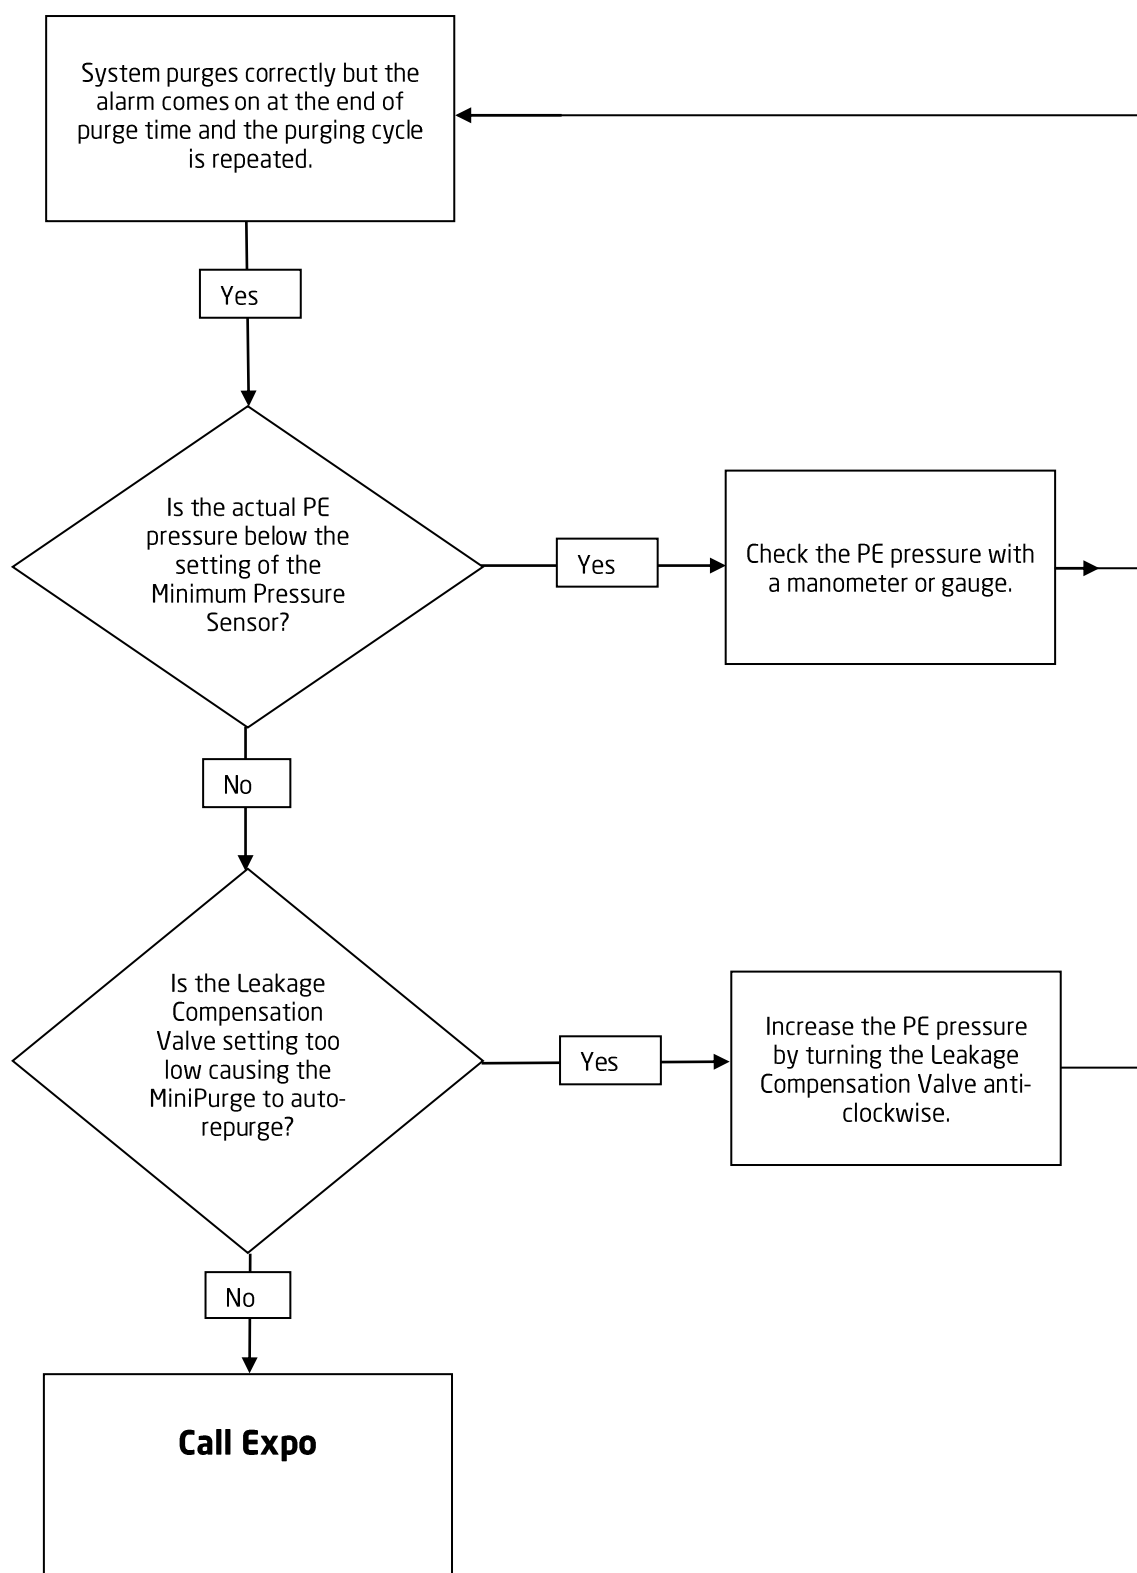 System purges correctly but the
alarm comes on at the end of
purge time and the purging cycle
is repeated.
Yes
Is the actual PE
pressure below the
setting of the
Minimum Pressure
Sensor?
Yes
Check the PE pressure with
a manometer or gauge.
No
Is the Leakage
Compensation
Valve setting too
low causing the
MiniPurge to auto-
repurge?
Yes
Increase the PE pressure
by turning the Leakage
Compensation Valve anti-
clockwise.
No
Call Expo